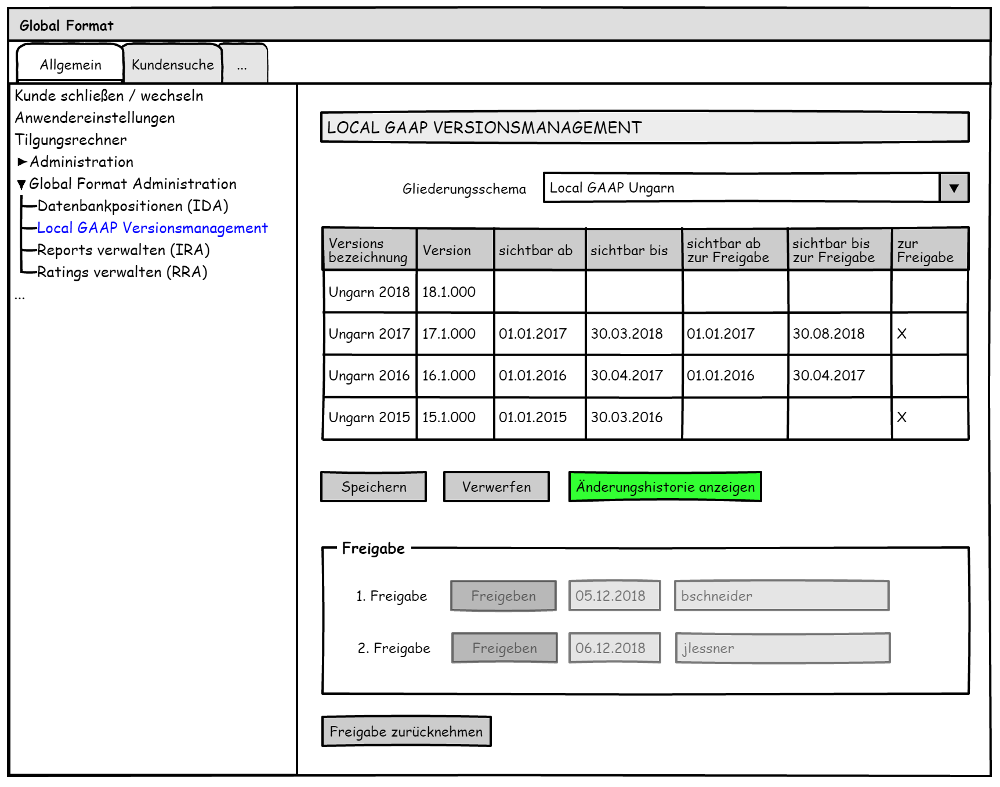 Global Format
Allgemein
Kundensuche
...
Kunde schließen / wechseln
Anwendereinstellungen
Tilgungsrechner
Administration
Global Format Administration
Datenbankpositionen (IDA)
Local GAAP Versionsmanagement
Reports verwalten (IRA)
Ratings verwalten (RRA)
...
LOCAL GAAP VERSIONSMANAGEMENT
Gliederungsschema Local GAAP Ungarn
Versions
bezeichnung
Version
sichtbar ab
sichtbar bis
sichtbar ab
zur Freigabe
sichtbar bis
zur Freigabe
zur
Freigabe
Ungarn 2018 18.1.000
Ungarn 2017 17.1.000 01.01.2017 30.03.2018 01.01.2017 30.08.2018 X
Ungarn 2016 16.1.000 01.01.2016 30.04.2017 01.01.2016 30.04.2017
Ungarn 2015 15.1.000 01.01.2015 30.03.2016 X
Speichern
Verwerfen
Änderungshistorie anzeigen
Freigabe
1. Freigabe Freigeben 05.12.2018 bschneider
2. Freigabe Freigeben 06.12.2018 jlessner
Freigabe zurücknehmen